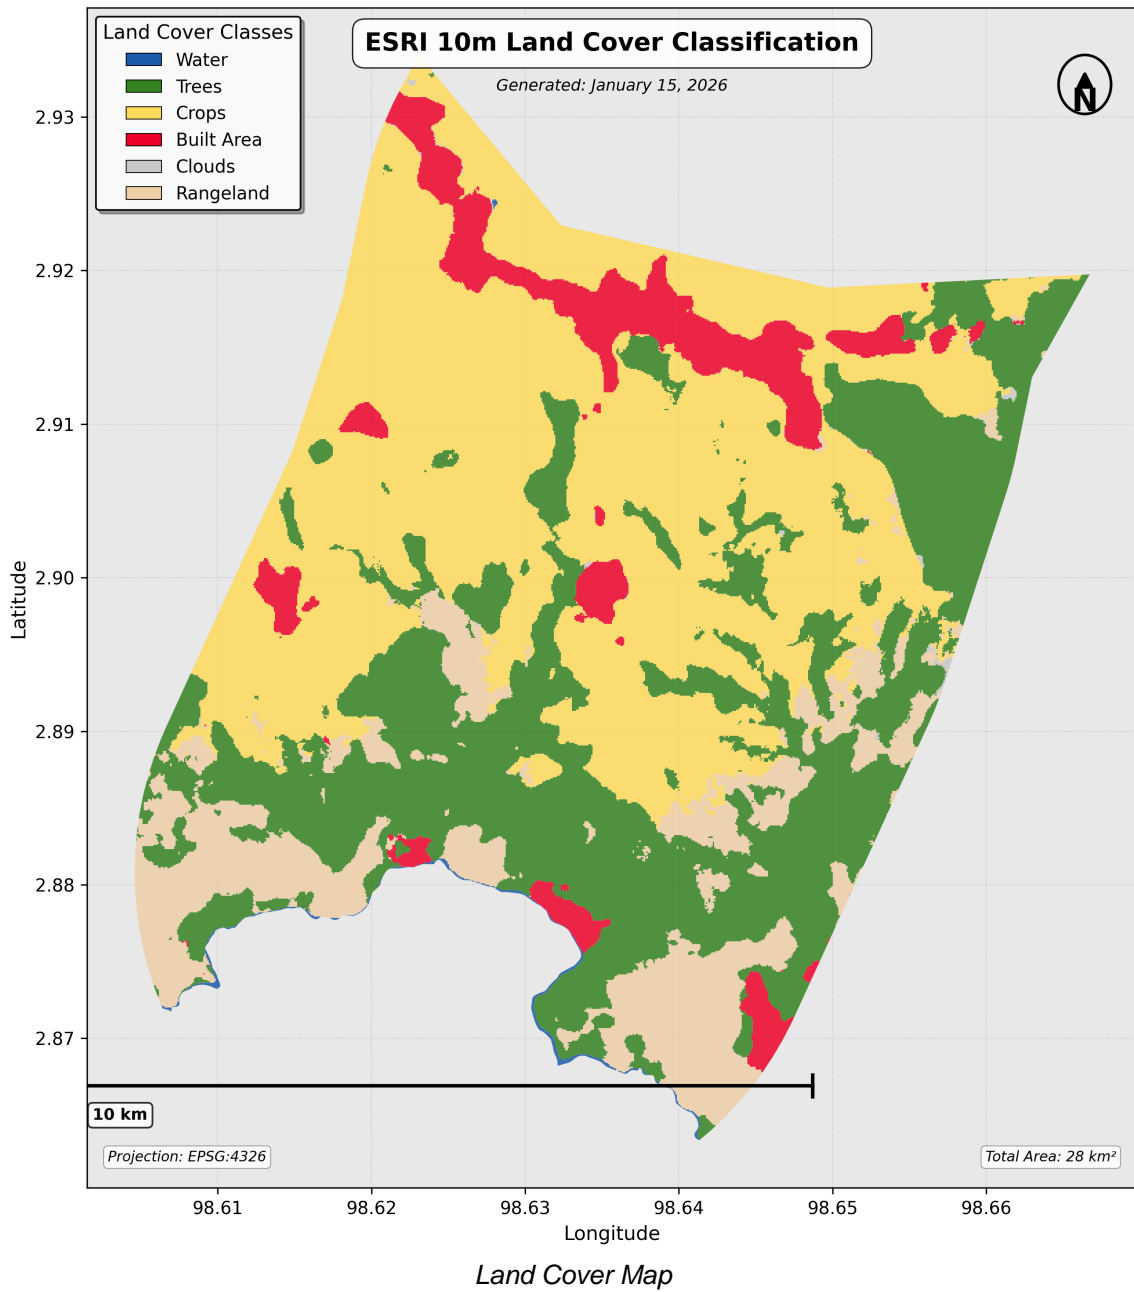 Land Cover Classes
Water
Trees
Crops
Built Area
Clouds
Rangeland
ESRI 10m Land Cover Classification
Generated: January 15, 2026
N
2.93
2.92
2.91
2.90
2.89
2.88
2.87
Latitude
10 km
Projection: EPSG:4326
Total Area: 28 km²
98.61
98.62
98.63
98.64
98.65
98.66
Longitude
Land Cover Map